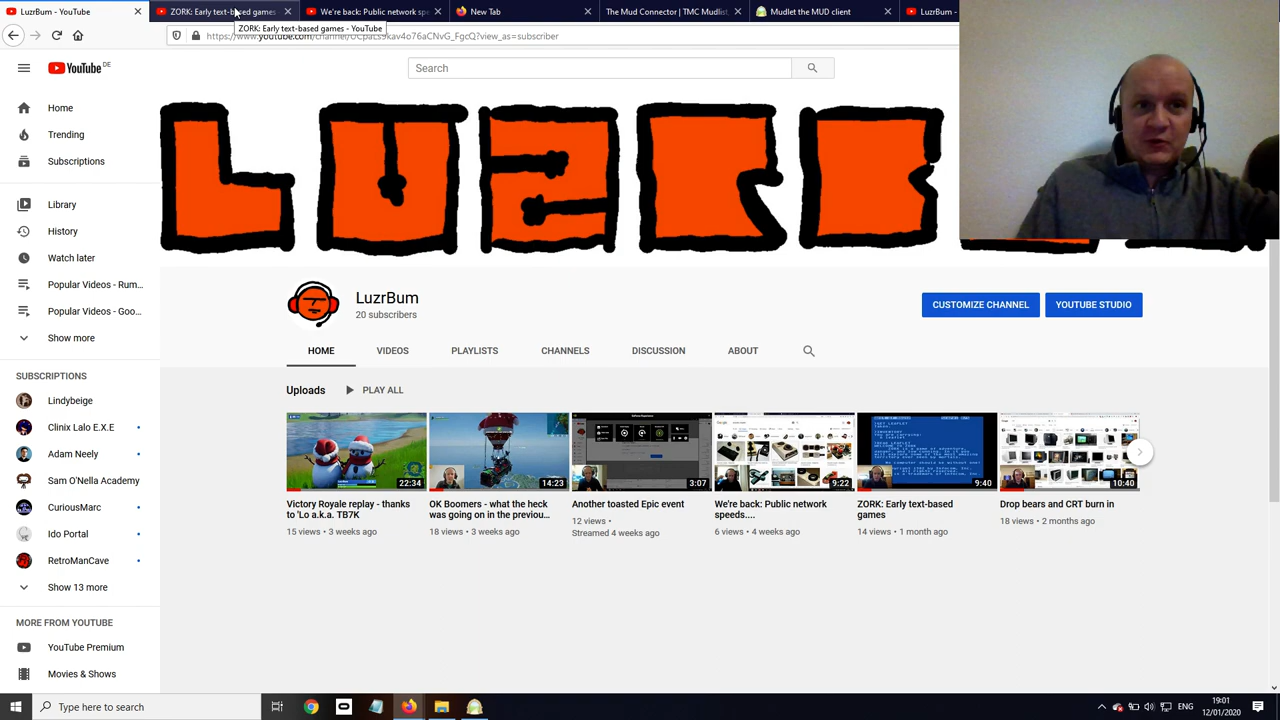 LuzrBum - YouTube
ZORK: Early text-based games
We're back: Public network spe
New Tab
The Mud Connector | TMC Mudlist
Mudlet the MUD client
LuzrBum -
ZORK: Early text-based games - YouTube
YouTube DE
Search
LUZRB
Home
Trending
Subscriptions
Library
History
Watch later
Popular Videos - Rum...
Popular Videos - Goo...
Show more
SUBSCRIPTIONS
Lindybeige
Clinix Lalo E.X.E
Adam Neely
Sam O'Nella Academy
CuriousMarc
Ido Portal
RetroManCave
Show 13 more
MORE FROM YOUTUBE
YouTube Premium
Movies & Shows
LuzrBum
20 subscribers
CUSTOMIZE CHANNEL
YOUTUBE STUDIO
HOME VIDEOS PLAYLISTS CHANNELS DISCUSSION ABOUT
Uploads PLAY ALL
22:34
14:23
3:07
9:22
9:40
10:40
Victory Royale replay - thanks
to 'Lo a.k.a. TB7K
15 views • 3 weeks ago
OK Boomers - what the heck
was going on in the previou...
18 views • 3 weeks ago
Another toasted Epic event
12 views •
Streamed 4 weeks ago
We're back: Public network
speeds....
6 views • 4 weeks ago
ZORK: Early text-based
games
14 views • 1 month ago
Drop bears and CRT burn in
18 views • 2 months ago
Type here to search
ENG
19:01
12/01/2020